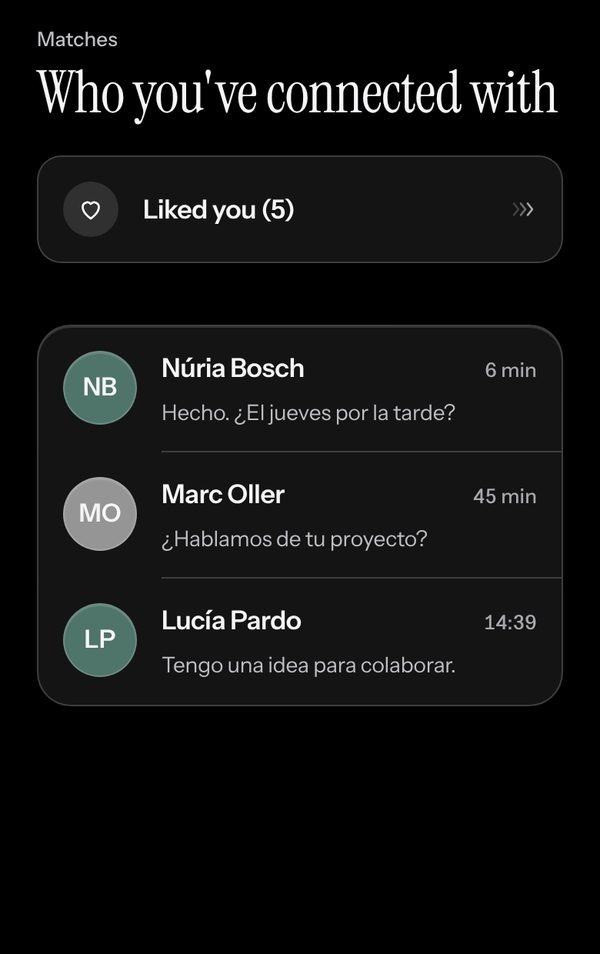 Matches
Who you've connected with
Liked you (5)
NB
Núria Bosch
6 min
Hecho. ¿El jueves por la tarde?
MO
Marc Oller
45 min
¿Hablamos de tu proyecto?
LP
Lucía Pardo
14:39
Tengo una idea para colaborar.